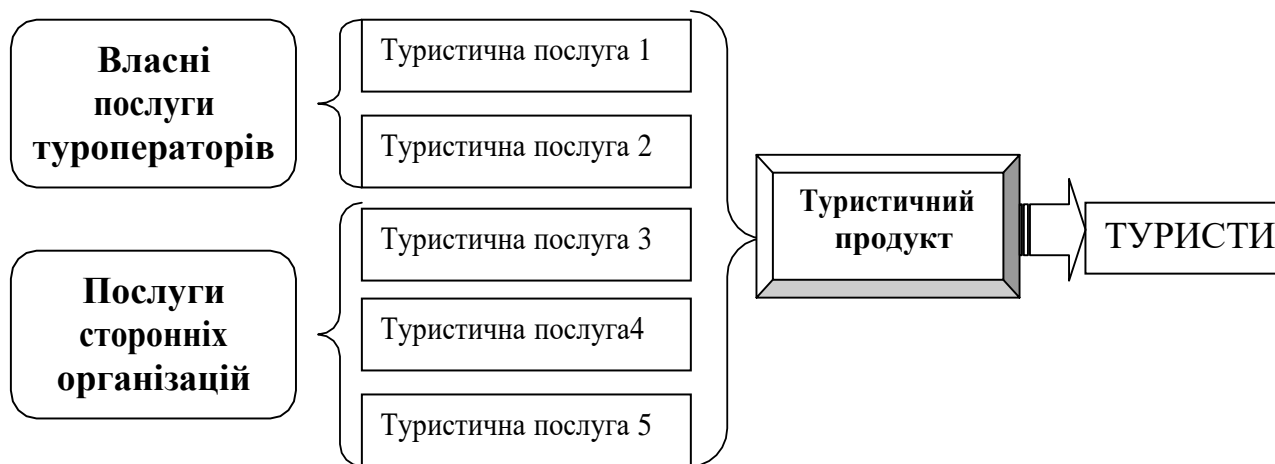 Власні
послуги
туроператорів
Туристична послуга 1
Туристична послуга 2
Послуги
сторонніх
організацій
Туристична послуга 3
Туристична послуга4
Туристична послуга 5
Туристичний
продукт
ТУРИСТИ